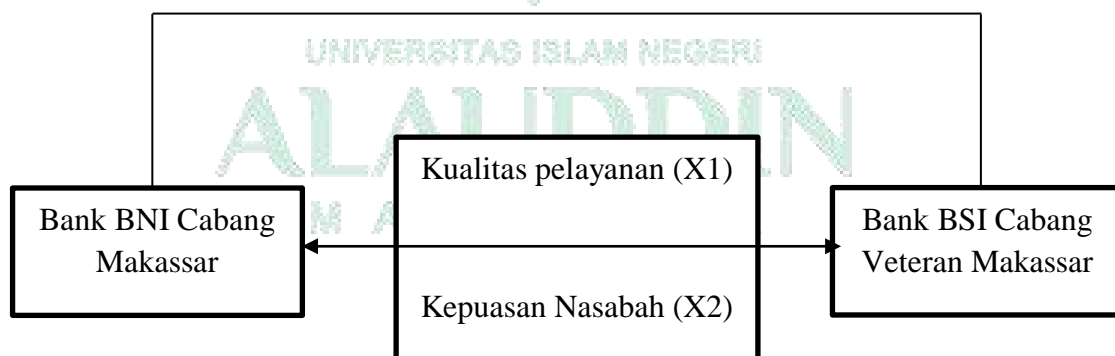 UNIVERSITAS ISLAM NEGERI
ALAUDDIN
Kualitas pelayanan (X1)
Bank BNI Cabang
Makassar
Bank BSI Cabang
Veteran Makassar
M A
Kepuasan Nasabah (X2)